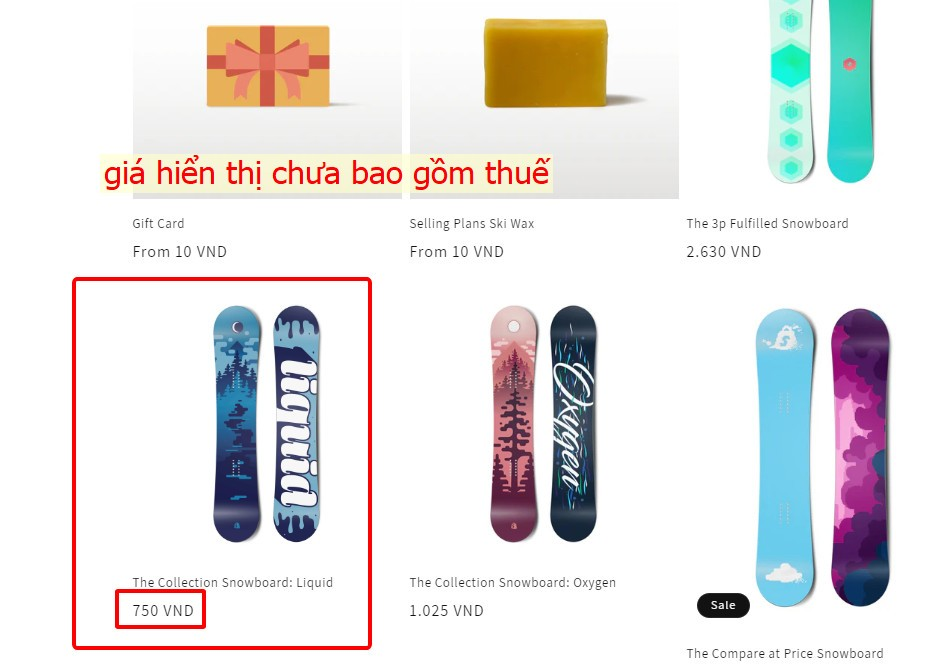 giá hiển thị chưa bao gồm thuế
Gift Card
From 10 VND
Selling Plans Ski Wax
From 10 VND
The 3p Fulfilled Snowboard
2.630 VND
liquid
Oxygen
The Collection Snowboard: Liquid
750 VND
The Collection Snowboard: Oxygen
1.025 VND
Sale
The Compare at Price Snowboard